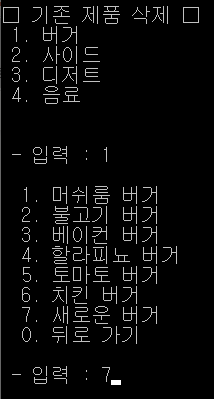 □ 기존 제품 삭제 □
1. 버거
2. 사이드
3. 디저트
4. 음료
- 입력 : 1
1. 머쉬룸 버거
2. 불고기 버거
3. 베이컨 버거
4. 할라피뇨 버거
5. 토마토 버거
6. 치킨 버거
7. 새로운 버거
0. 뒤로 가기
- 입력 : 7